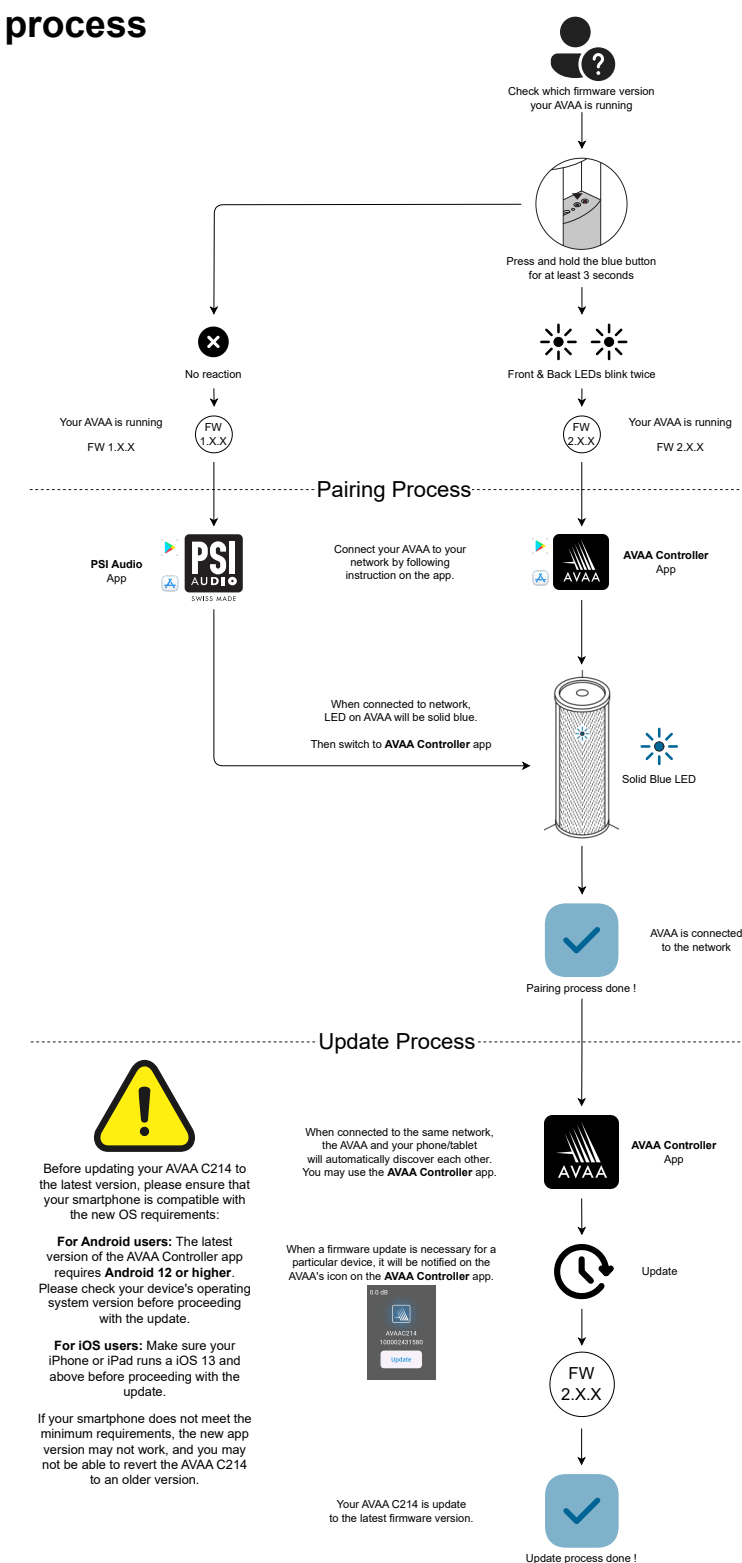 process
?
Check which firmware version
your AVAA is running
Press and hold the blue button
for at least 3 seconds
No reaction
Front & Back LEDs blink twice
Your AVAA is running
FW 1.X.X
FW
1.X.X
FW
2.X.X
Your AVAA is running
FW 2.X.X
Pairing Process
PSI Audio
App
PSI
AUDIO
SWISS MADE
Connect your AVAA to your
network by following
instruction on the app.
AVAA
AVAA Controller
App
When connected to network,
LED on AVAA will be solid blue.
Then switch to AVAA Controller app
Solid Blue LED
AVAA is connected
to the network
Pairing process done !
Update Process
Before updating your AVAA C214 to
the latest version, please ensure that
your smartphone is compatible with
the new OS requirements:
For Android users: The latest
version of the AVAA Controller app
requires Android 12 or higher.
Please check your device's operating
system version before proceeding
with the update.
For iOS users: Make sure your
iPhone or iPad runs a iOS 13 and
above before proceeding with the
update.
If your smartphone does not meet the
minimum requirements, the new app
version may not work, and you may
not be able to revert the AVAA C214
to an older version.
When connected to the same network,
the AVAA and your phone/tablet
will automatically discover each other.
You may use the AVAA Controller app.
AVAA
AVAA Controller
App
When a firmware update is necessary for a
particular device, it will be notified on the
AVAA's icon on the AVAA Controller app.
0.0 dB
AVAAC214
100002431580
Update
Update
FW
2.X.X
Your AVAA C214 is update
to the latest firmware version.
Update process done !